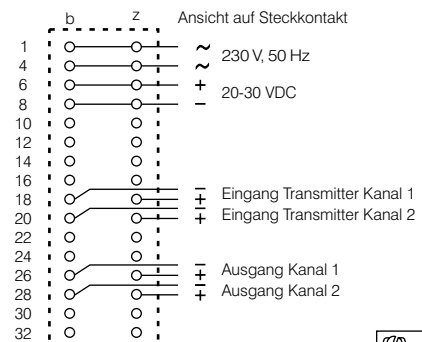 b z Ansicht auf Steckkontakt
1 ~
4 ~
230 V, 50 Hz
6 +
8 –
20-30 VDC
10
12
14
16
–
18 + Eingang Transmitter Kanal 1
–
20 + Eingang Transmitter Kanal 2
22
24
–
26 + Ausgang Kanal 1
–
28 + Ausgang Kanal 2
30
32